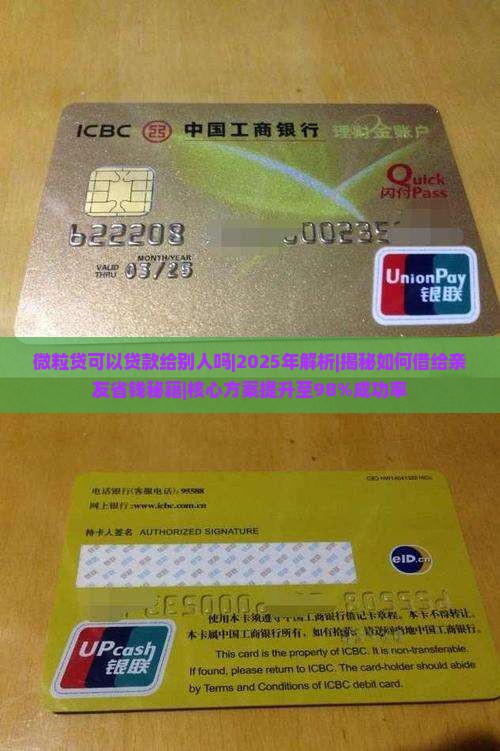 ICBC 中国工商银行 理财金账户
Quick
闪付Pass
622208
00235
MONTH/YEAR
VALID THRU 03/25
UnionPay
银联
微粒贷可以贷款给别人吗|2025年解析|揭秘如何借给亲
友省钱秘籍|核心方案提升至98%成功率
电话银行(客服电话): 95588
网上银行:www.icbc.com.cn
持卡人签名 AUTHORIZED SIGNATURE
eID.cn
本卡属中国工商银行所有，如有拾获，请送回当地中国工商银行。
This card is the property of ICBC. It is non-transferable.
If found, please return to ICBC. The card-holder should abide
by Terms and Conditions of ICBC debit card.
UPcash
银联